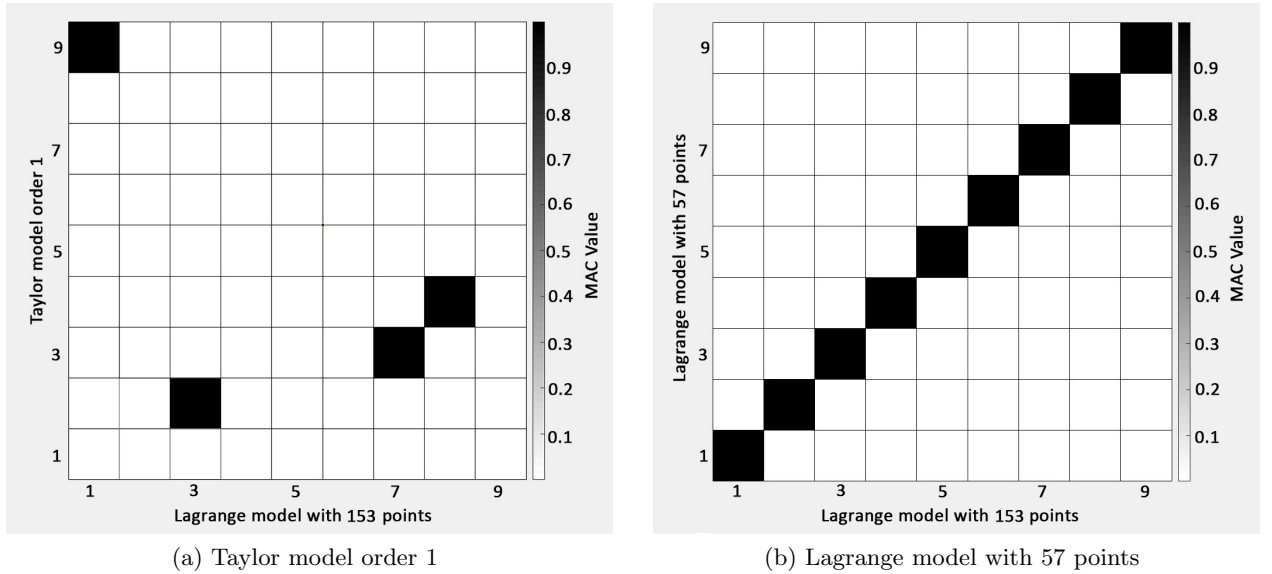 9
7
5
3
1
Taylor model order 1
1 3 5 7 9
Lagrange model with 153 points
0.9
0.8
0.7
0.6
0.5
0.4
0.3
0.2
0.1
MAC Value
(a) Taylor model order 1
9
7
5
3
1
Lagrange model with 57 points
1 3 5 7 9
Lagrange model with 153 points
0.9
0.8
0.7
0.6
0.5
0.4
0.3
0.2
0.1
MAC Value
(b) Lagrange model with 57 points